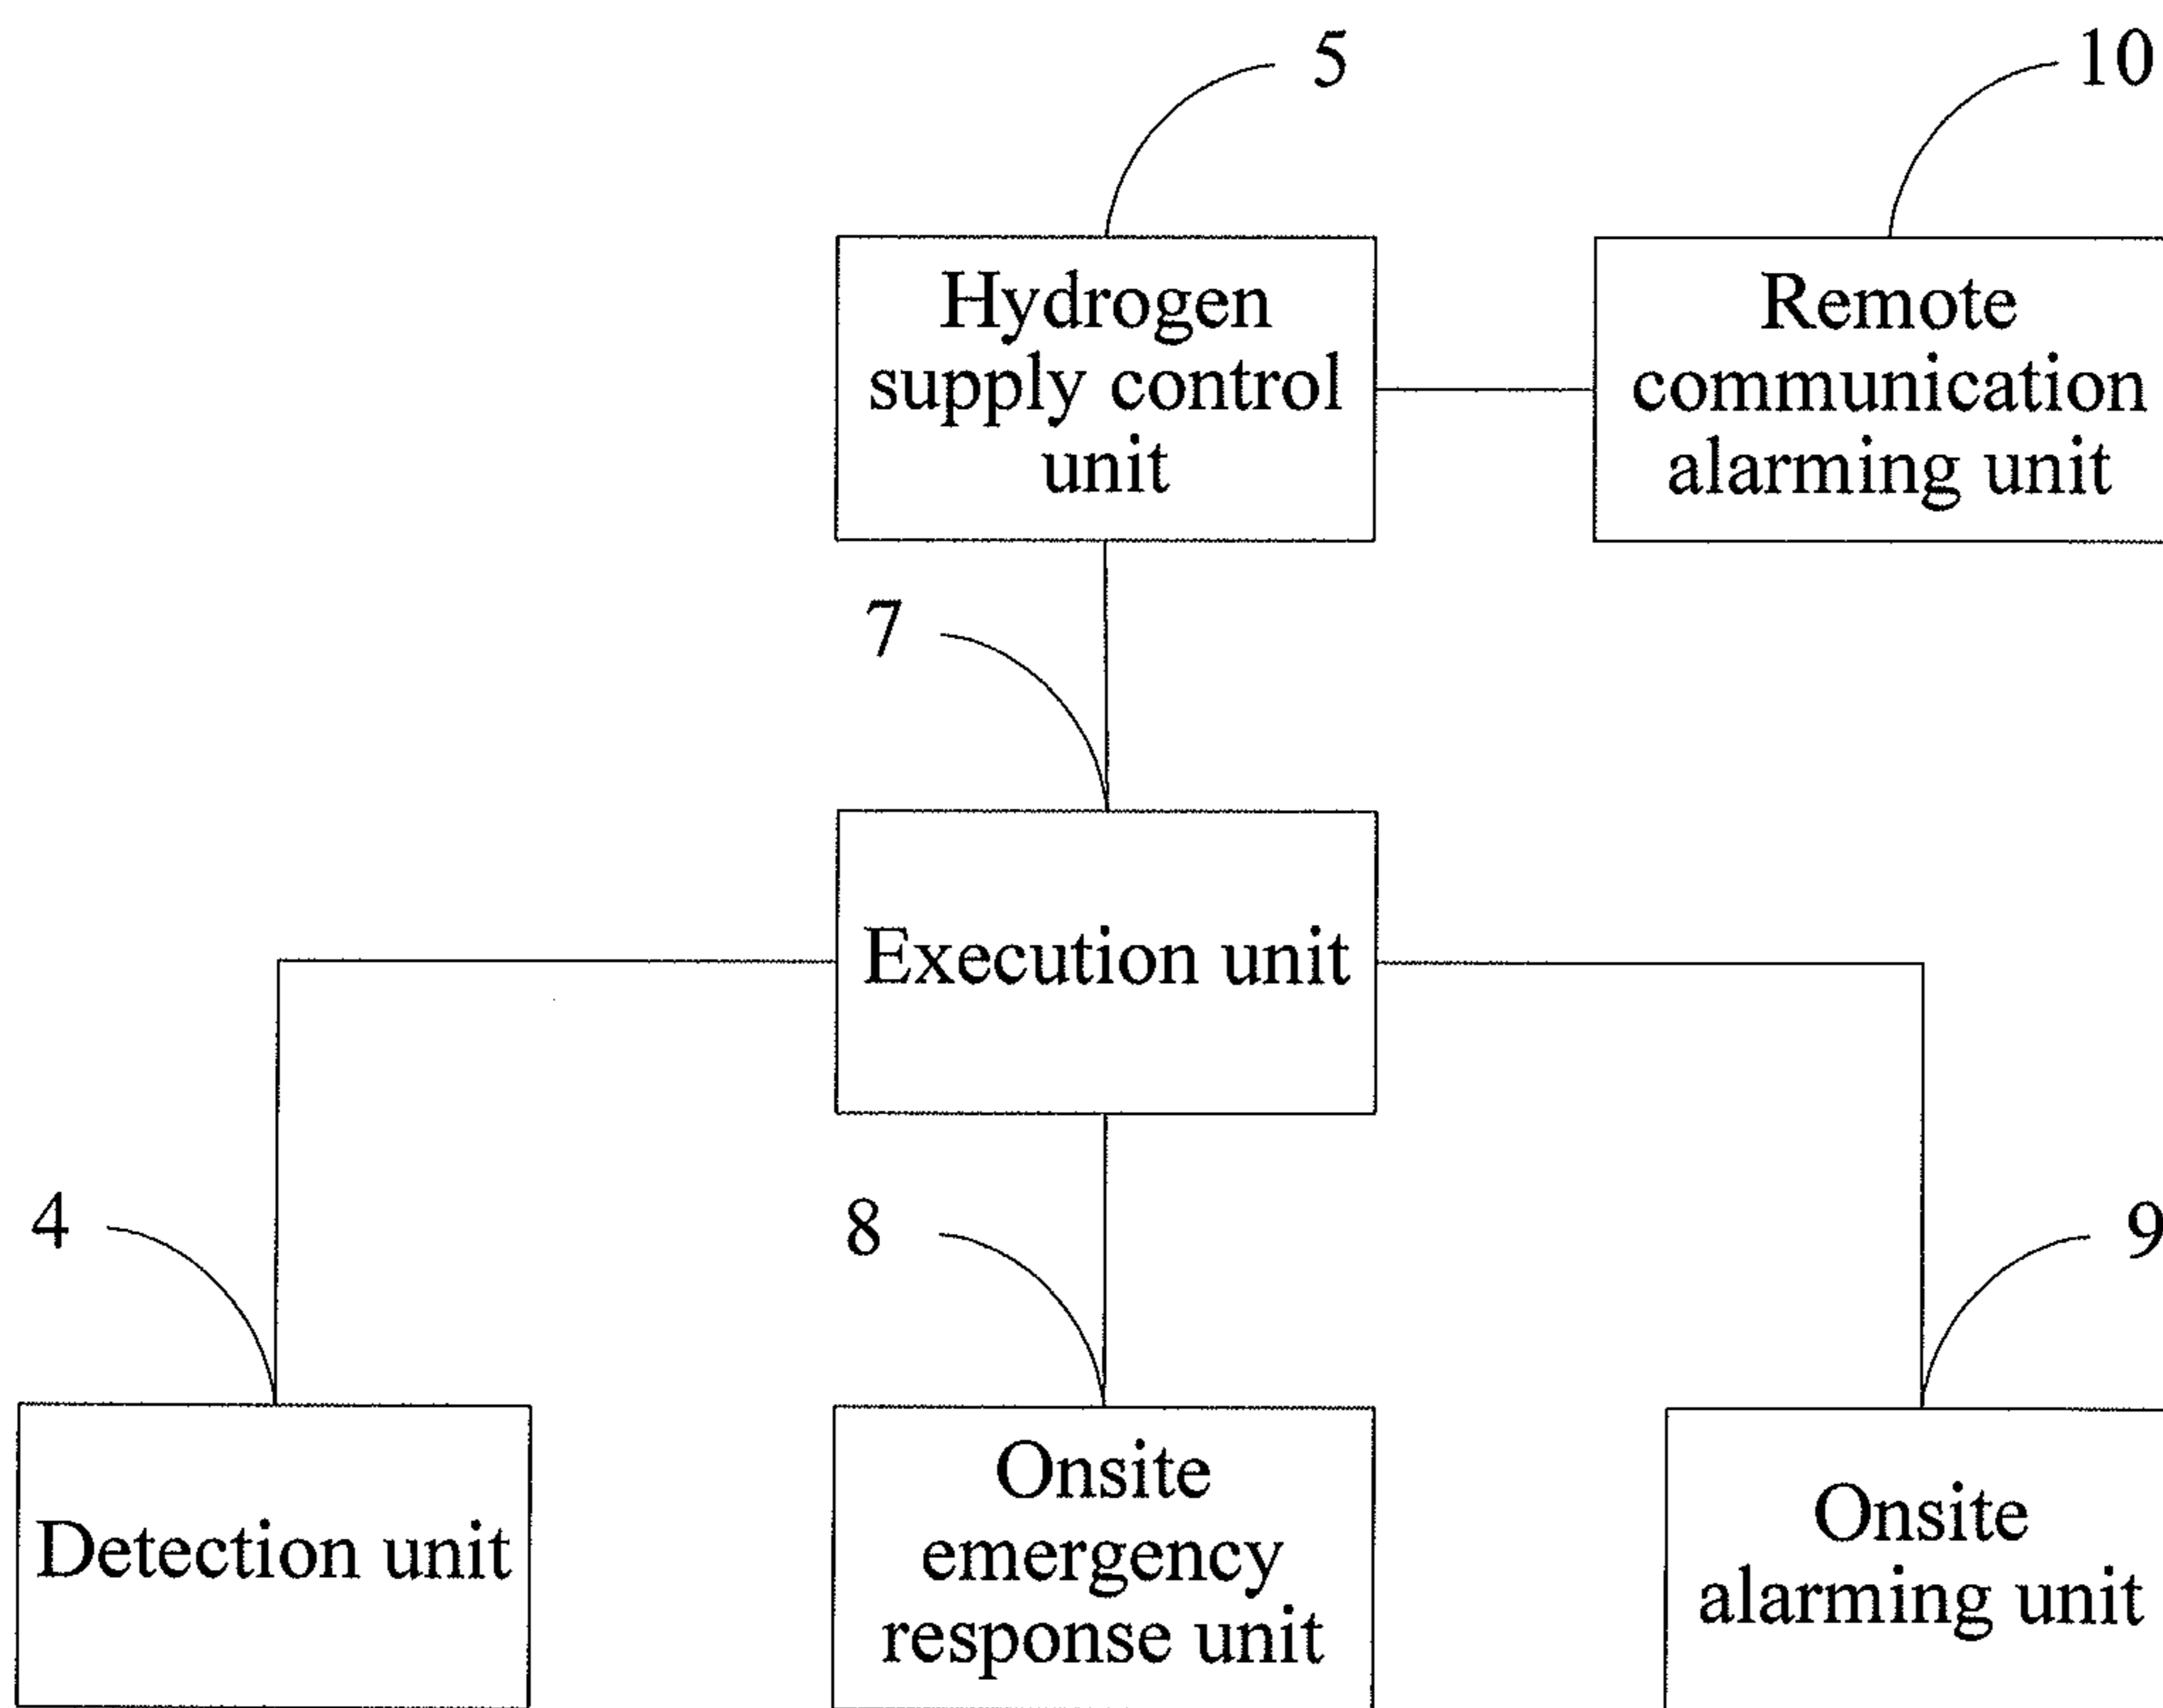 5
10
Hydrogen
supply control
unit
Remote
communication
alarming unit
7
Execution unit
4
8
9
Detection unit
Onsite
emergency
response unit
Onsite
alarming unit